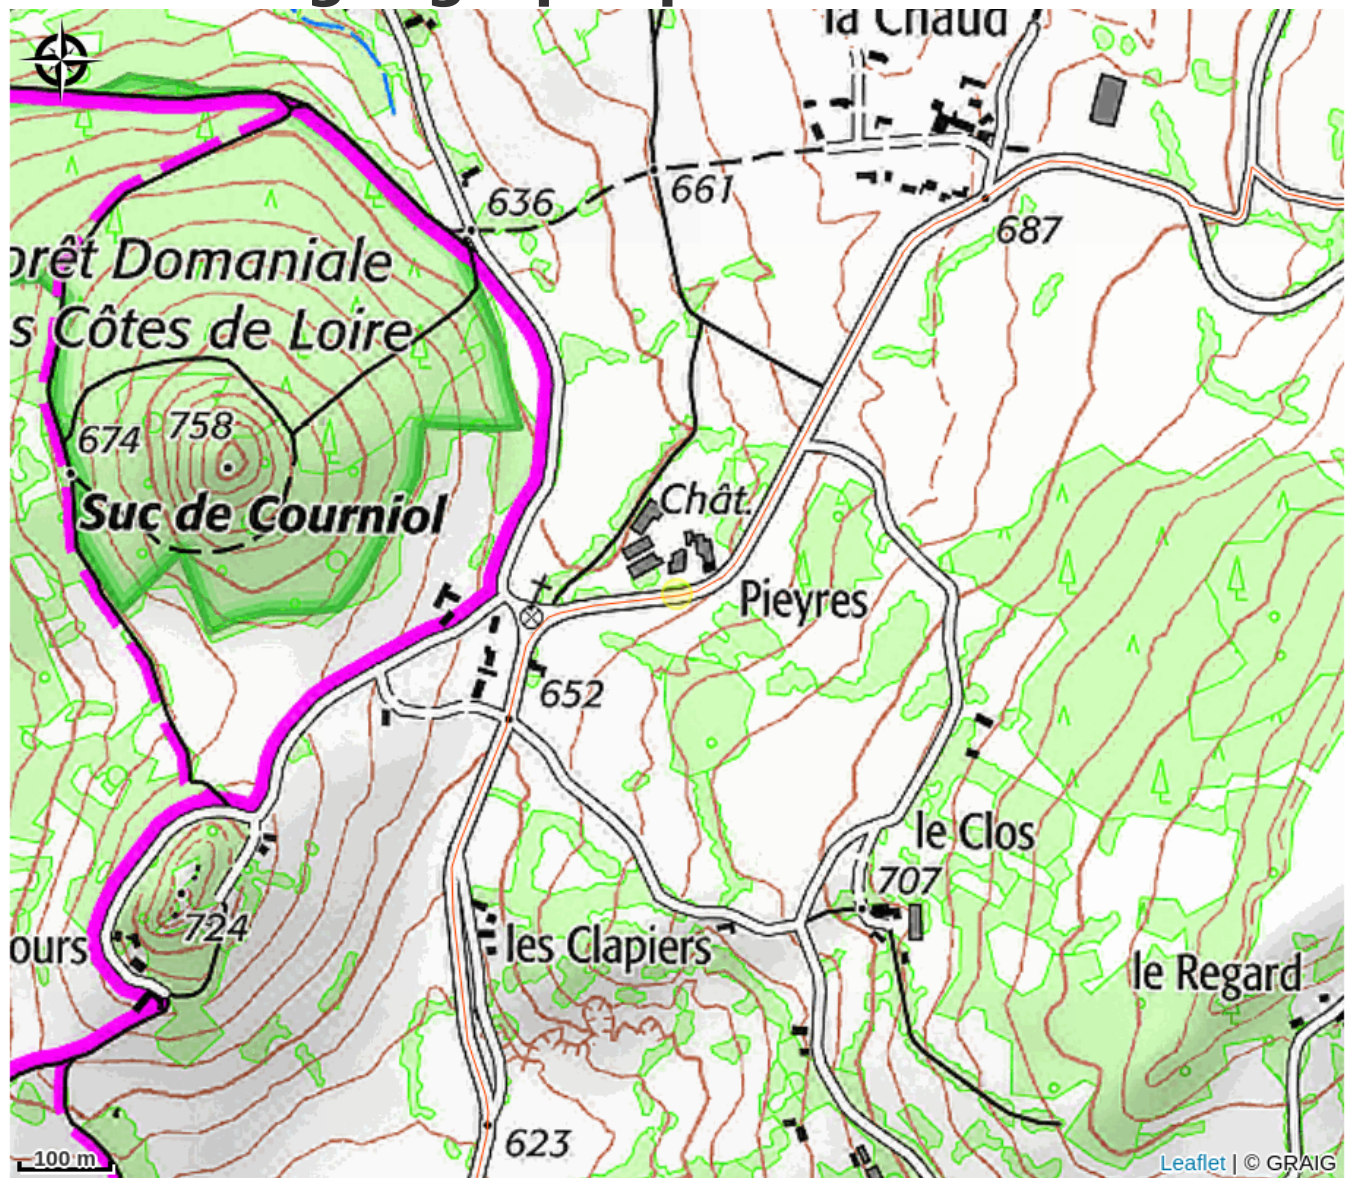 la Chaud
636
661
687
orêt Domaniale
s Côtes de Loire
674
758
Suc de Courniol
Chât.
Pieyres
652
le Clos
707
724
ours
les Clapiers
le Regard
623
100 m
Leaflet | © GRAIG